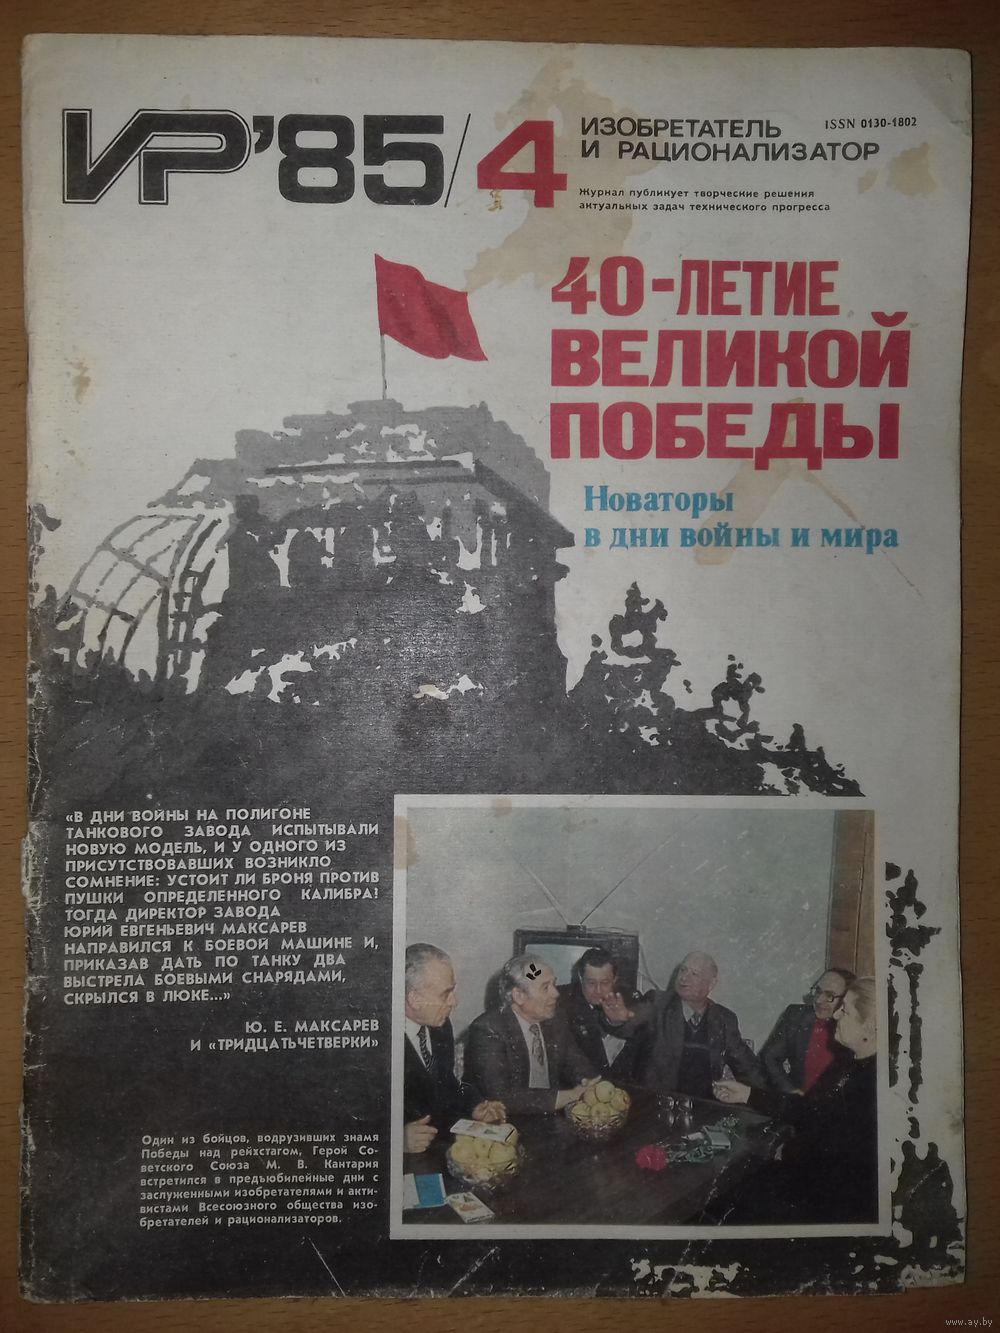 ИР'85/4
ИЗОБРЕТАТЕЛЬ
И РАЦИОНАЛИЗАТОР
ISSN 0130-1802
Журнал публикует творческие решения
актуальных задач технического прогресса
40-ЛЕТИЕ
ВЕЛИКОЙ
ПОБЕДЫ
Новаторы
в дни войны и мира
«В ДНИ ВОЙНЫ НА ПОЛИГОНЕ
ТАНКОВОГО ЗАВОДА ИСПЫТЫВАЛИ
НОВУЮ МОДЕЛЬ, И У ОДНОГО ИЗ
ПРИСУТСТВОВАВШИХ ВОЗНИКЛО
СОМНЕНИЕ: УСТОИТ ЛИ БРОНЯ ПРОТИВ
ПУШКИ ОПРЕДЕЛЕННОГО КАЛИБРА?
ТОГДА ДИРЕКТОР ЗАВОДА
ЮРИЙ ЕВГЕНЬЕВИЧ МАКСАРЕВ
НАПРАВИЛСЯ К БОЕВОЙ МАШИНЕ И,
ПРИКАЗАВ ДАТЬ ПО ТАНКУ ДВА
ВЫСТРЕЛА БОЕВЫМИ СНАРЯДАМИ,
СКРЫЛСЯ В ЛЮКЕ...»
Ю. Е. МАКСАРЕВ
И «ТРИДЦАТЬЧЕТВЕРКИ»
Один из бойцов, водрузивших знамя
Победы над рейхстагом, Герой Со-
ветского Союза М. В. Кантария
встретился в предъюбилейные дни с
заслуженными изобретателями и акти-
вистами Всесоюзного общества изо-
бретателей и рационализаторов.
www.ay.by